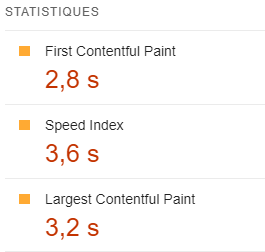 STATISTIQUES
First Contentful Paint
2,8 s
Speed Index
3,6 s
Largest Contentful Paint
3,2 s